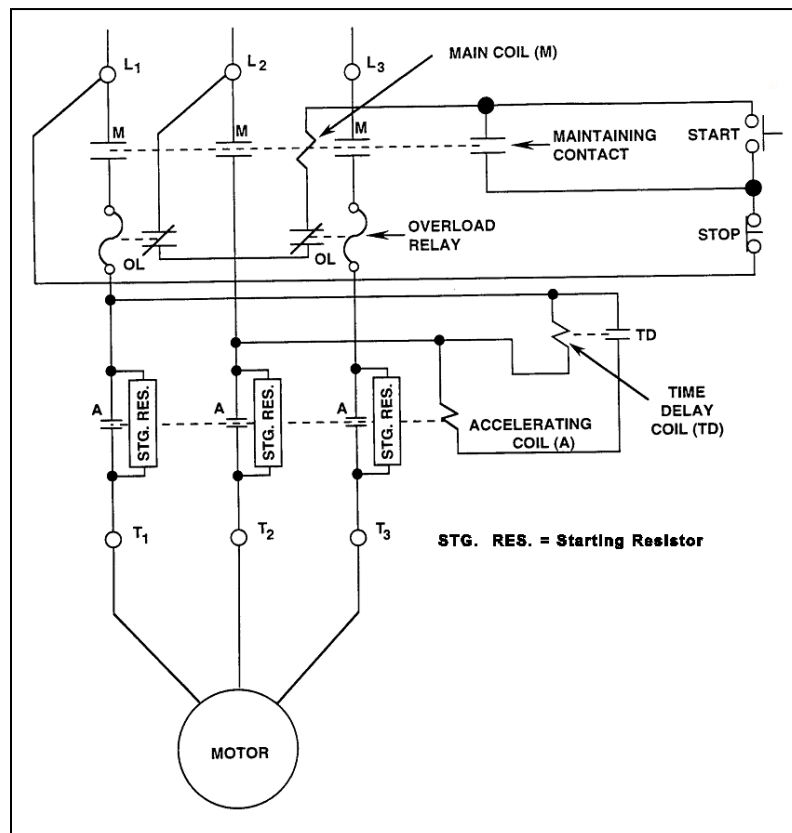 MAIN COIL (M)
L1
L2
L3
M
M
M
MAINTAINING
CONTACT
START
OVERLOAD
RELAY
STOP
OL
OL
TD
TIME
DELAY
COIL (TD)
A
STG. RES.
A
STG. RES.
A
STG. RES.
ACCELERATING
COIL (A)
T1
T2
T3
STG. RES. = Starting Resistor
MOTOR